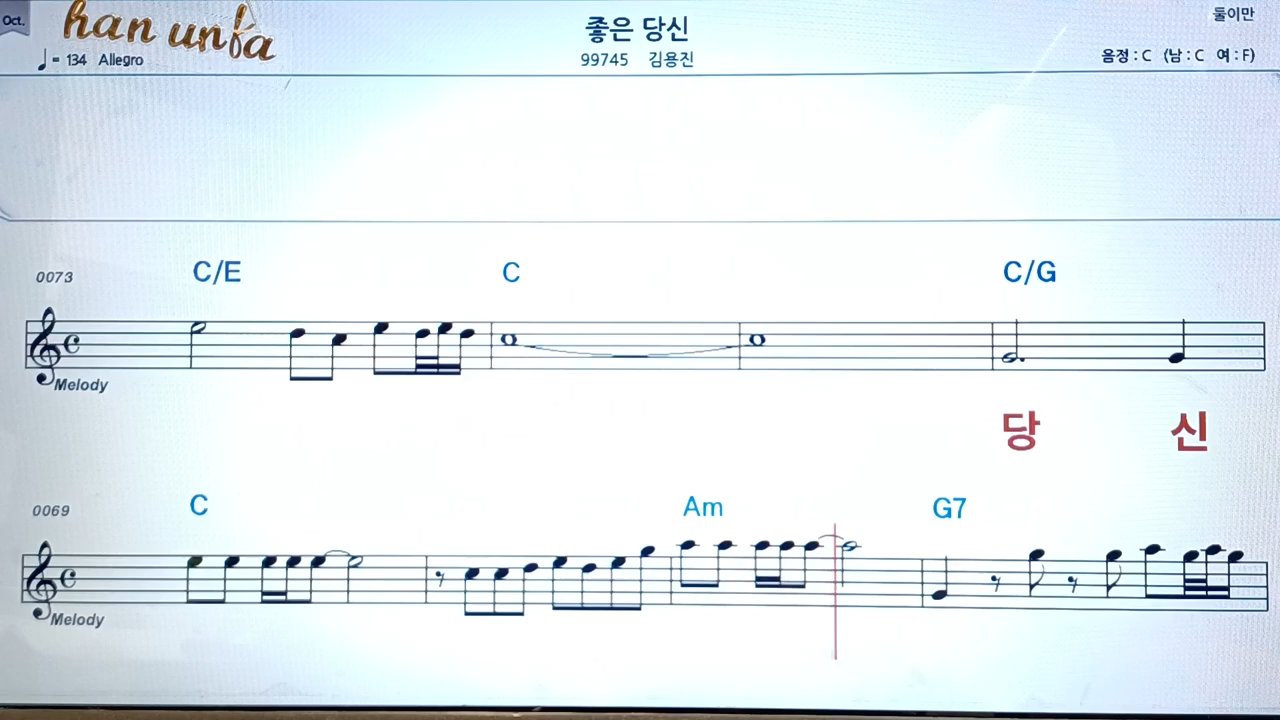 Oct.
han unfa
좋은 당신
둘이만
♩= 134 Allegro
99745 김용진
음정 : C (남 : C 여 : F)
0073
C/E C C/G
Melody
당 신
0069
C Am G7
Melody